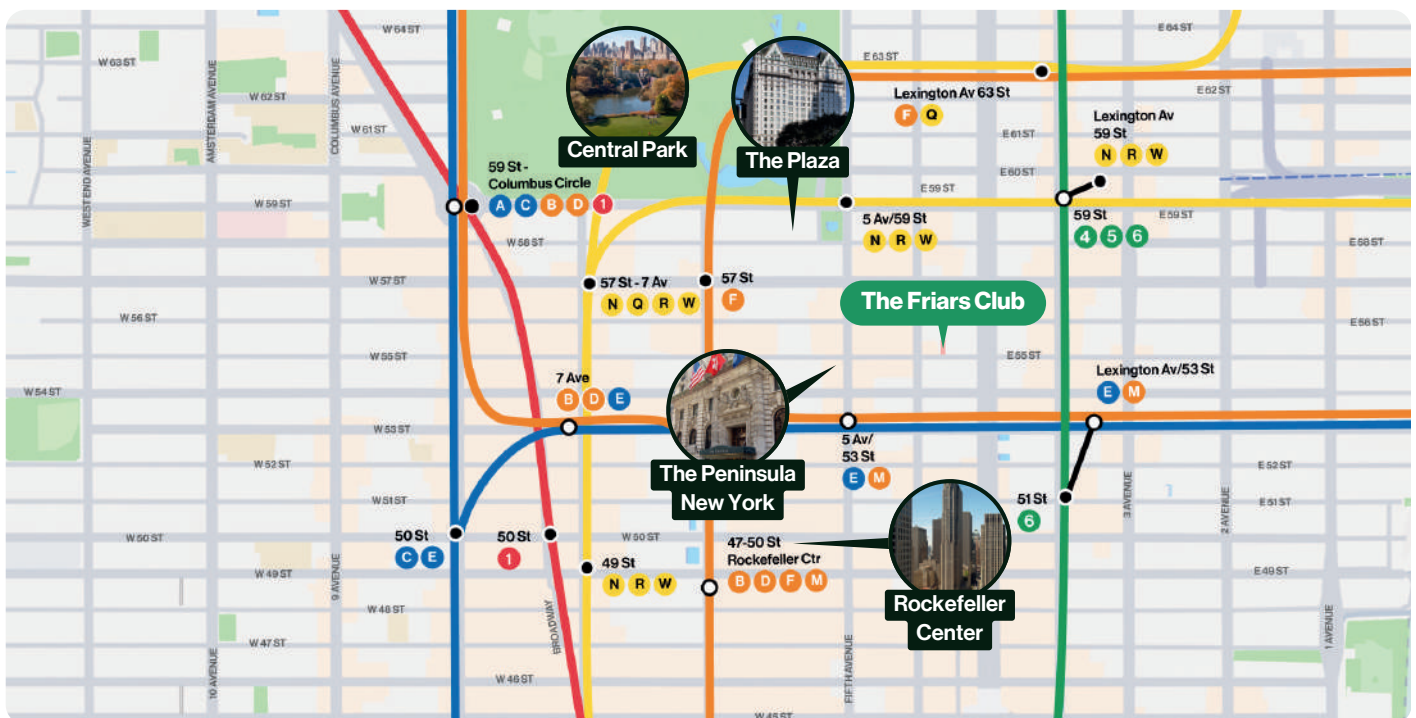 W 64 ST
E 64 ST
W 63 ST
E 63 ST
W 62 ST
E 62 ST
W 61 ST
E 61 ST
E 60 ST
W 59 ST
E 59 ST
E 59 ST
W 58 ST
E 58 ST
W 57 ST
W 56 ST
E 56 ST
W 55 ST
E 55 ST
W 54 ST
W 53 ST
W 52 ST
E 52 ST
W 51 ST
E 51 ST
W 50 ST
W 50 ST
W 49 ST
E 49 ST
W 48 ST
W 47 ST
W 46 ST
W 45 ST
WEST END AVENUE
AMSTERDAM AVENUE
COLUMBUS AVENUE
10 AVENUE
9 AVENUE
BROADWAY
FIFTH AVENUE
3 AVENUE
2 AVENUE
1 AVENUE
Central Park
The Plaza
Lexington Av 63 St
F Q
Lexington Av
59 St
N R W
59 St -
Columbus Circle
A C B D 1
5 Av/59 St
N R W
59 St
4 5 6
57 St - 7 Av
N Q R W
57 St
F
The Friars Club
7 Ave
B D E
Lexington Av/53 St
E M
The Peninsula
New York
5 Av/
53 St
E M
51 St
6
50 St
C E
50 St
1
49 St
N R W
47-50 St
Rockefeller Ctr
B D F M
Rockefeller
Center